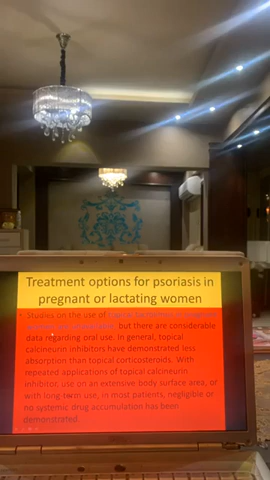 Treatment options for psoriasis in
pregnant or lactating women
• Studies on the use of topical
but there are considerable
data regarding oral use. In general, topical
calcineurin inhibitors have demonstrated less
absorption than topical corticosteroids. With
repeated applications of topical calcineurin
inhibitor, use on an extensive body surface area, or
with long term use, in most patients, negligible or
no systemic drug accumulation has been
demonstrated.